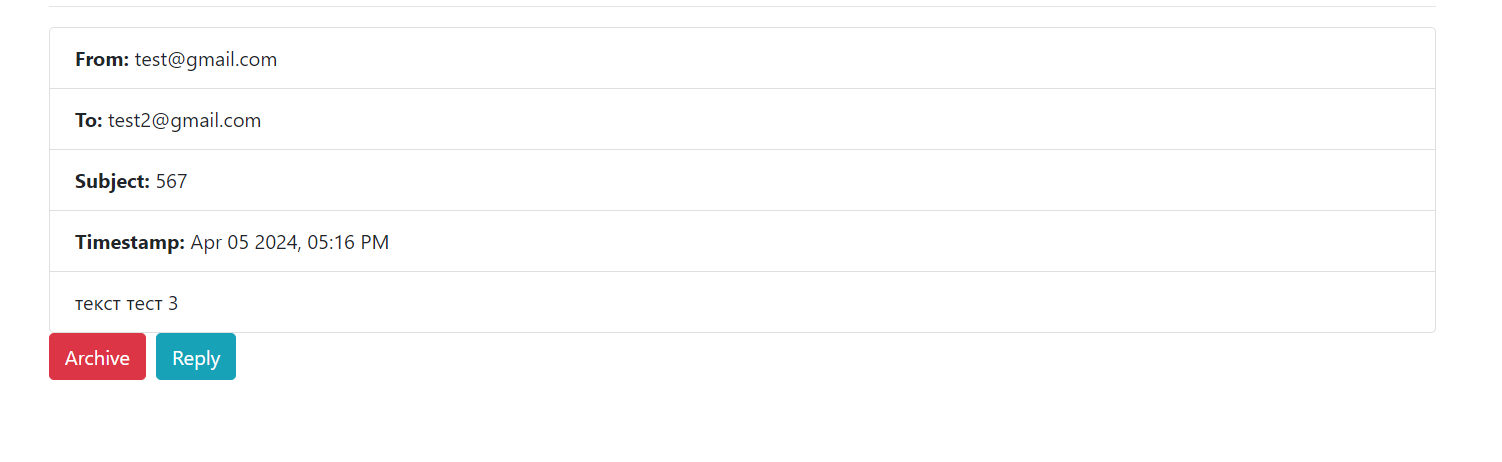 From: test@gmail.com
To: test2@gmail.com
Subject: 567
Timestamp: Apr 05 2024, 05:16 PM
текст тест 3
Archive Reply